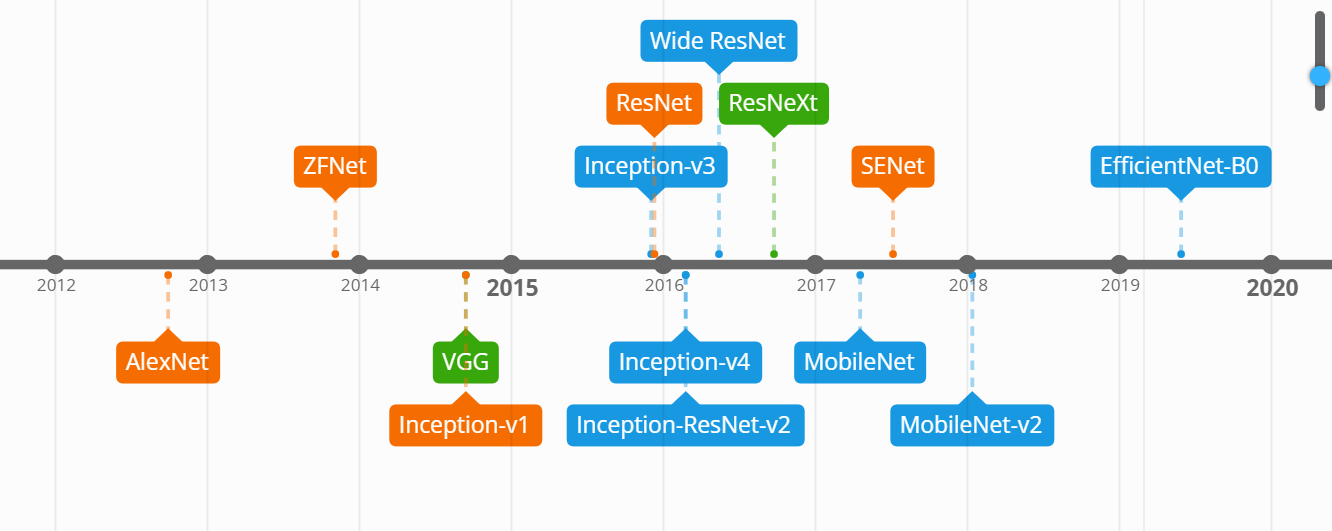 Wide ResNet
ResNet
ResNeXt
ZFNet
Inception-v3
SENet
EfficientNet-B0
2012
2013
2014
2015
2016
2017
2018
2019
2020
AlexNet
VGG
Inception-v4
MobileNet
Inception-v1
Inception-ResNet-v2
MobileNet-v2